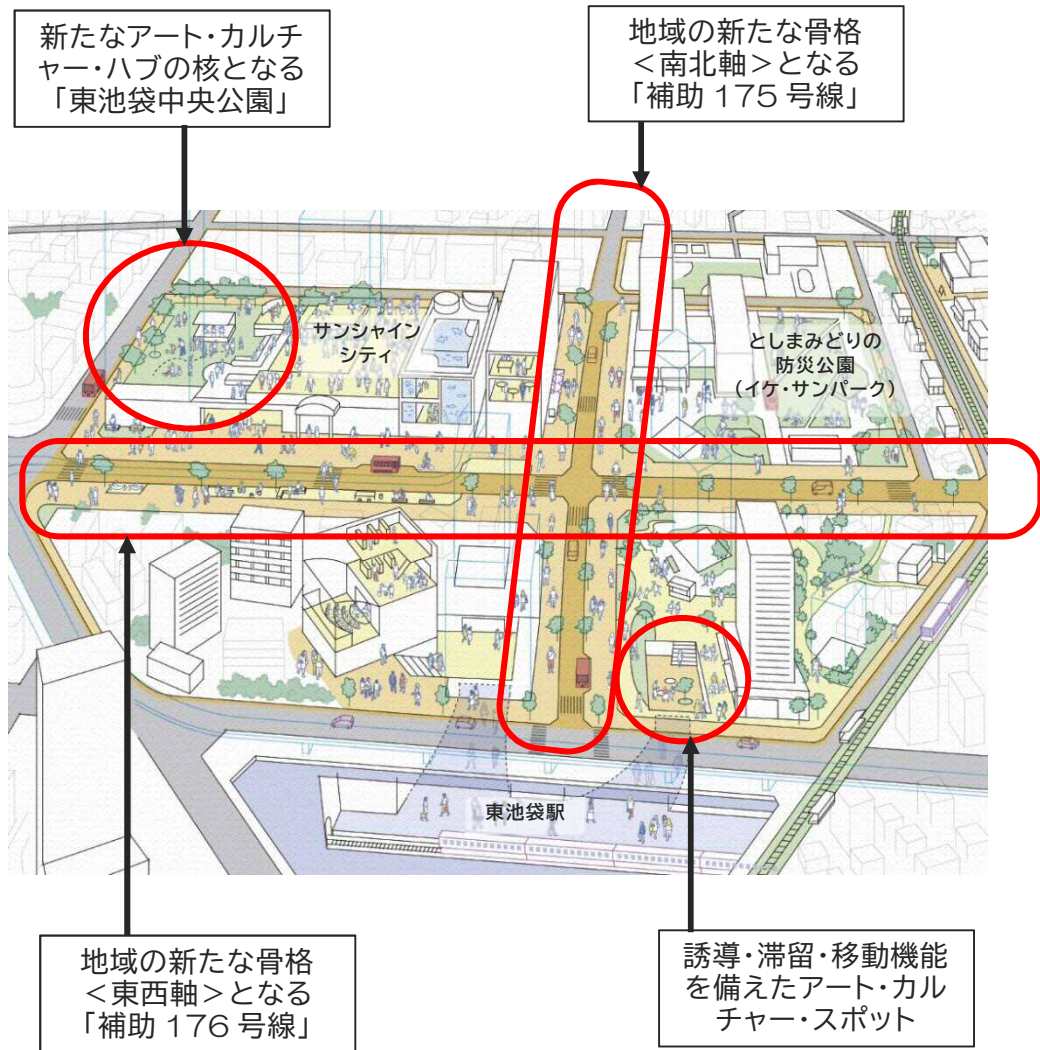 新たなアート・カルチ
ャー・ハブの核となる
「東池袋中央公園」
地域の新たな骨格
＜南北軸＞となる
「補助 175 号線」
サンシャイン
シティ
としまみどりの
防災公園
（イケ・サンパーク）
東池袋駅
地域の新たな骨格
＜東西軸＞となる
「補助 176 号線」
誘導・滞留・移動機能
を備えたアート・カル
チャー・スポット